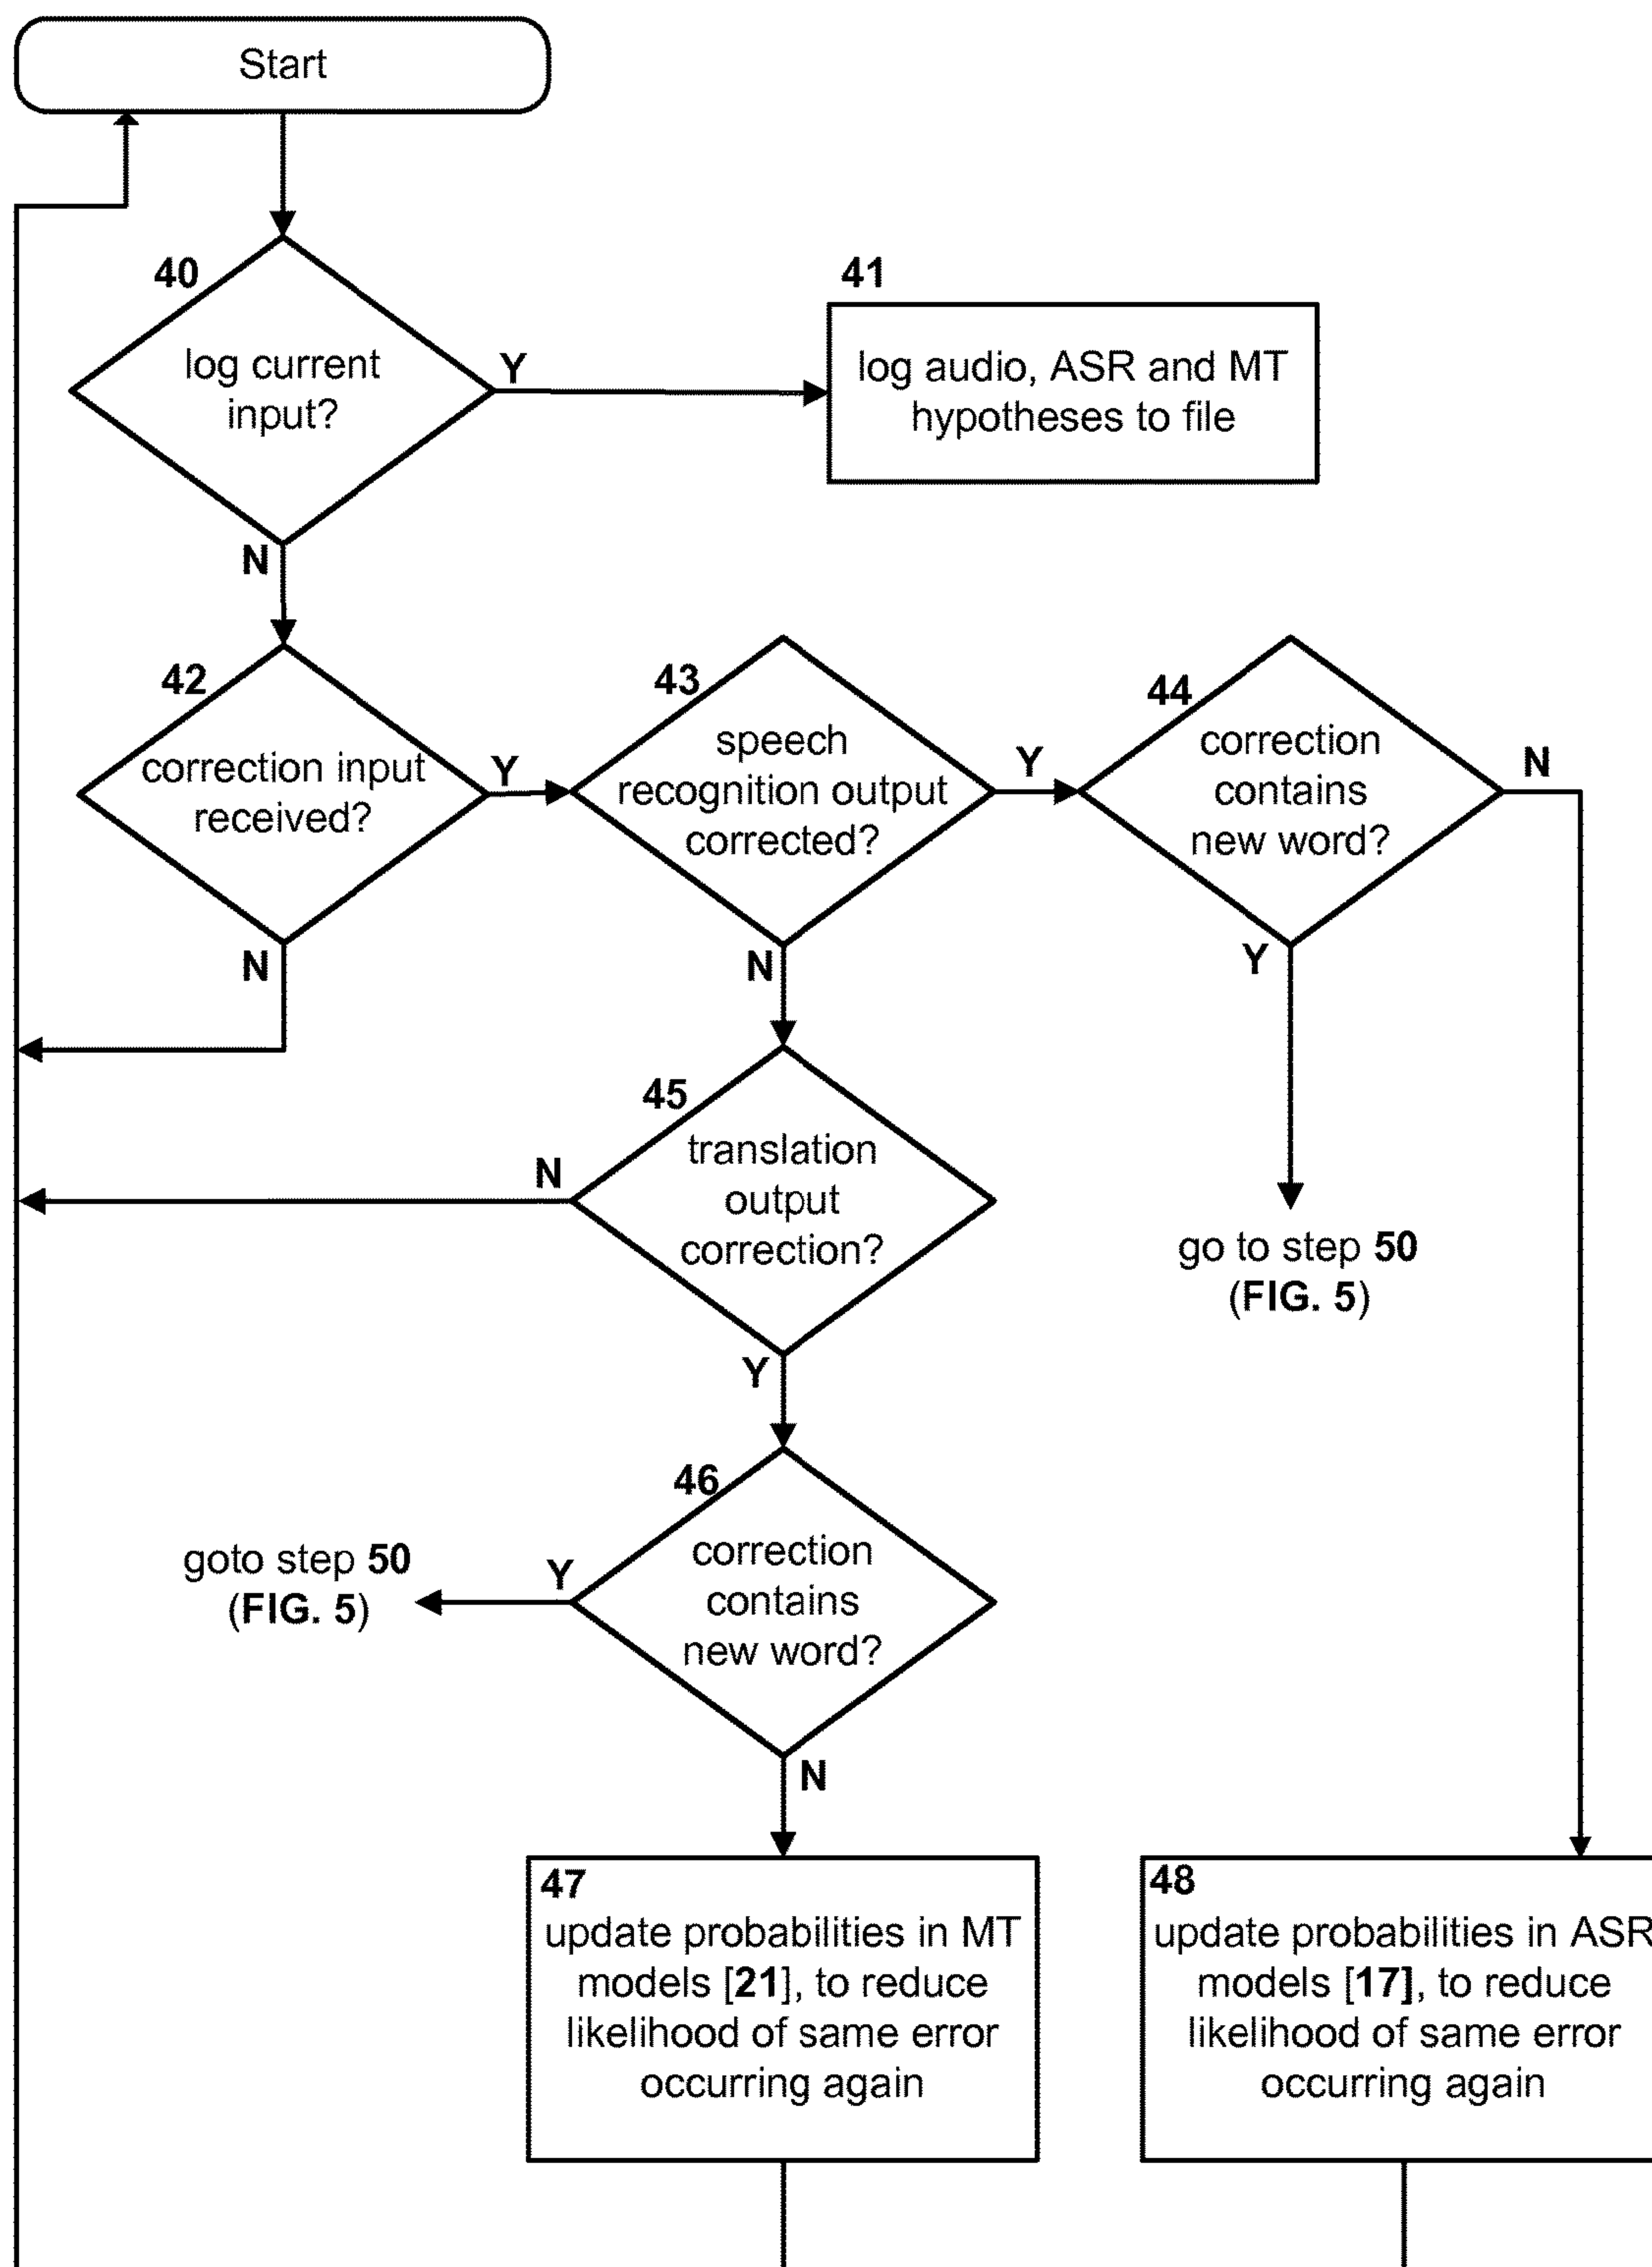 Start
40
log current
input?
Y
N
41
log audio, ASR and MT
hypotheses to file
42
correction input
received?
Y
N
43
speech
recognition output
corrected?
Y
N
44
correction
contains
new word?
N
Y
go to step 50
(FIG. 5)
45
translation
output
correction?
N
Y
46
correction
contains
new word?
Y
goto step 50
(FIG. 5)
N
47
update probabilities in MT
models [21], to reduce
likelihood of same error
occurring again
48
update probabilities in ASR
models [17], to reduce
likelihood of same error
occurring again